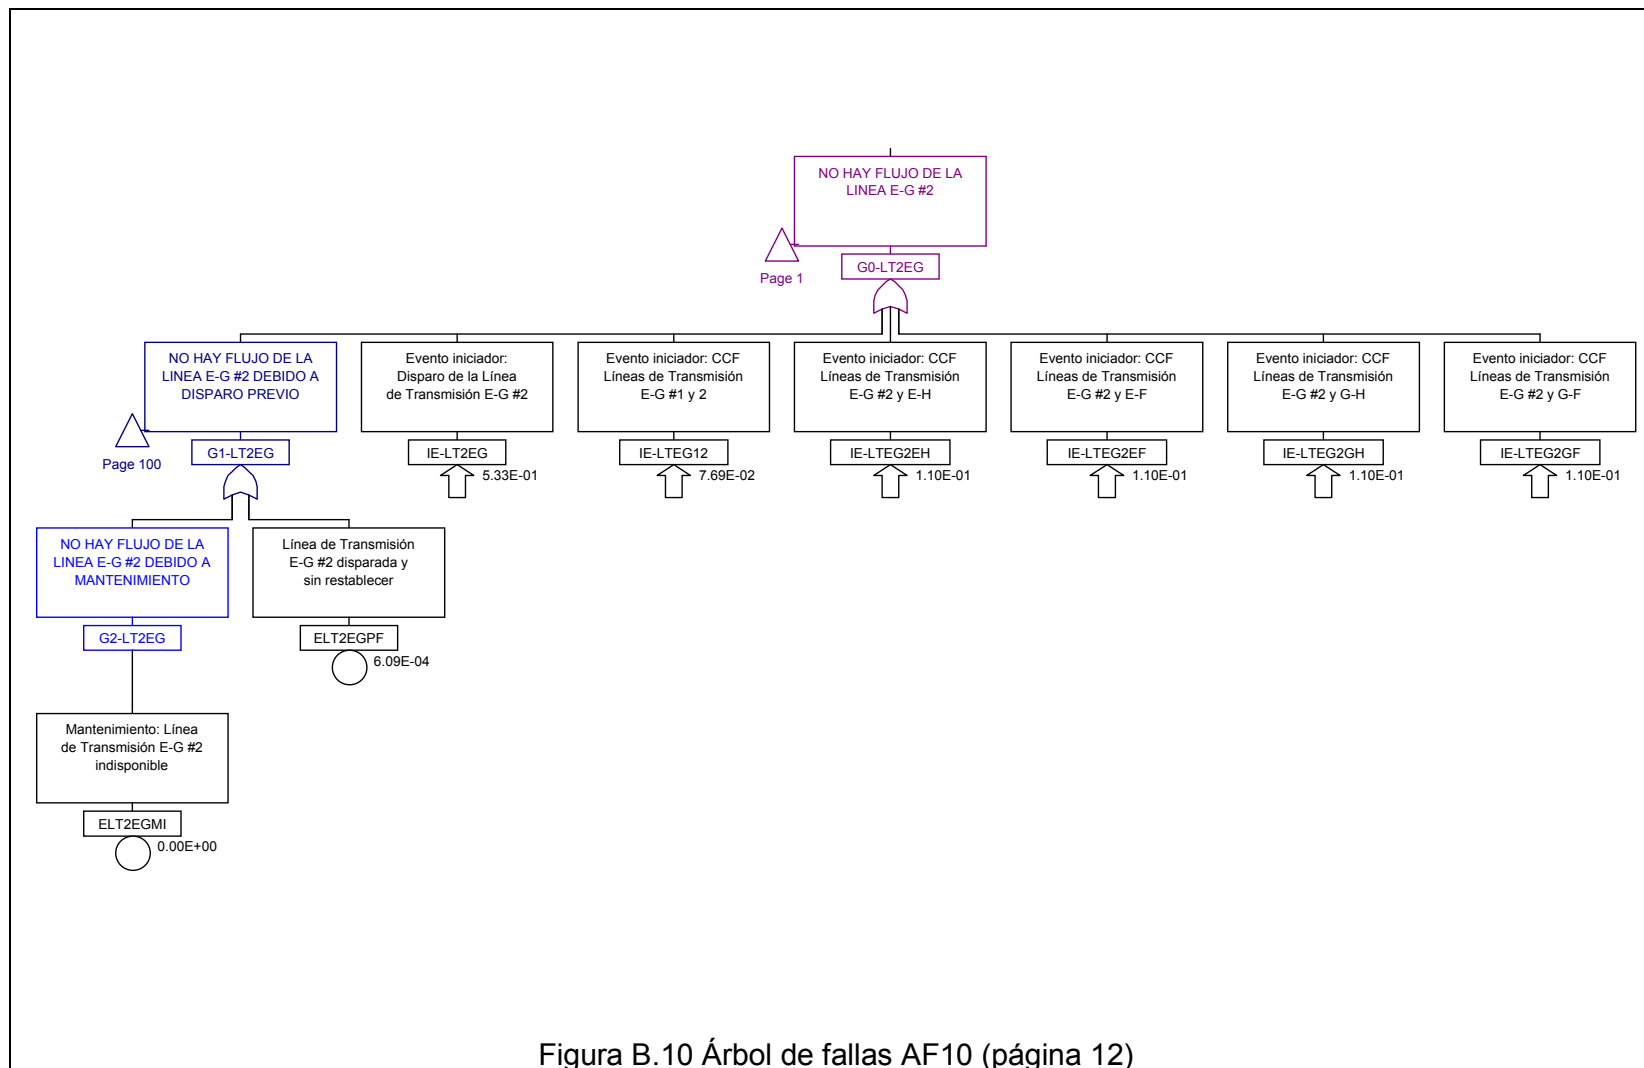 NO HAY FLUJO DE LA
LINEA E-G #2
Page 1
G0-LT2EG
NO HAY FLUJO DE LA
LINEA E-G #2 DEBIDO A
DISPARO PREVIO
Page 100
G1-LT2EG
Evento iniciador:
Disparo de la Línea
de Transmisión E-G #2
IE-LT2EG
5.33E-01
Evento iniciador: CCF
Líneas de Transmisión
E-G #1 y 2
IE-LTEG12
7.69E-02
Evento iniciador: CCF
Líneas de Transmisión
E-G #2 y E-H
IE-LTEG2EH
1.10E-01
Evento iniciador: CCF
Líneas de Transmisión
E-G #2 y E-F
IE-LTEG2EF
1.10E-01
Evento iniciador: CCF
Líneas de Transmisión
E-G #2 y G-H
IE-LTEG2GH
1.10E-01
Evento iniciador: CCF
Líneas de Transmisión
E-G #2 y G-F
IE-LTEG2GF
1.10E-01
NO HAY FLUJO DE LA
LINEA E-G #2 DEBIDO A
MANTENIMIENTO
G2-LT2EG
Línea de Transmisión
E-G #2 disparada y
sin restablecer
ELT2EGPF
6.09E-04
Mantenimiento: Línea
de Transmisión E-G #2
indisponible
ELT2EGMI
0.00E+00
Figura B.10 Árbol de fallas AF10 (página 12)